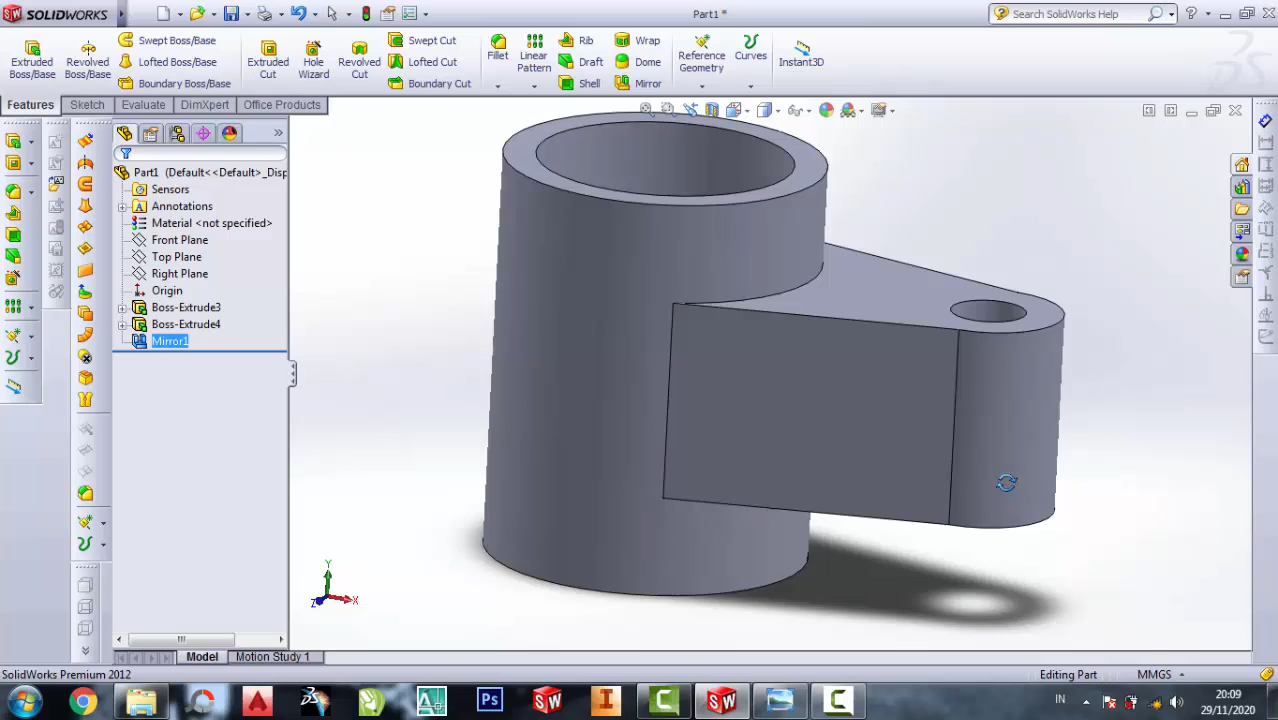 SOLIDWORKS
Part1 *
Search SolidWorks Help
Extruded Boss/Base
Revolved Boss/Base
Swept Boss/Base
Lofted Boss/Base
Boundary Boss/Base
Extruded Cut
Hole Wizard
Revolved Cut
Swept Cut
Lofted Cut
Boundary Cut
Fillet
Linear Pattern
Rib
Draft
Shell
Wrap
Dome
Mirror
Reference Geometry
Curves
Instant3D
Features
Sketch
Evaluate
DimXpert
Office Products
Part1 (Default<<Default>_Disp
Sensors
Annotations
Material <not specified>
Front Plane
Top Plane
Right Plane
Origin
Boss-Extrude3
Boss-Extrude4
Mirror1
Y
X
Z
Model
Motion Study 1
SolidWorks Premium 2012
Editing Part
MMGS
Ps
SW
SW
IN
20:09
29/11/2020